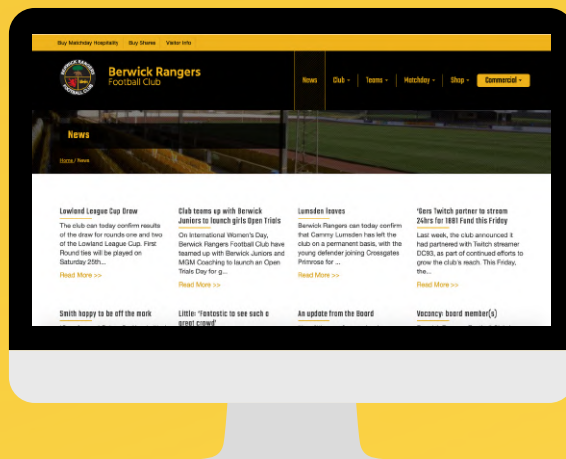 Buy Matchday Hospitality Buy Shares Visitor Info
BERWICK RANGERS
FOOTBALL CLUB
Berwick Rangers
Football Club
News Club Teams Matchday Shop Commercial
News
Home / News
Lowland League Cup Draw
The club can today confirm results
of the draw for rounds one and two
of the Lowland League Cup. First
Round ties will be played on
Saturday 25th...
Read More >>
Club teams up with Berwick
Juniors to launch girls Open Trials
On International Women's Day,
Berwick Rangers Football Club have
teamed up with Berwick Juniors and
MGM Coaching to launch an Open
Trials Day for g...
Read More >>
Lumsden leaves
Berwick Rangers can today confirm
that Cammy Lumsden has left the
club on a permanent basis, with the
young defender joining Crossgates
Primrose for ...
Read More >>
'Gers Twitch partner to stream
24hrs for 1881 Fund this Friday
Last week, the club announced it
had partnered with Twitch streamer
DC93, as part of continued efforts to
grow the club's reach. This Friday,
the...
Read More >>
Smith happy to be off the mark
Little: 'Fantastic to see such a
great crowd'
An update from the Board
Vacancy: board member(s)